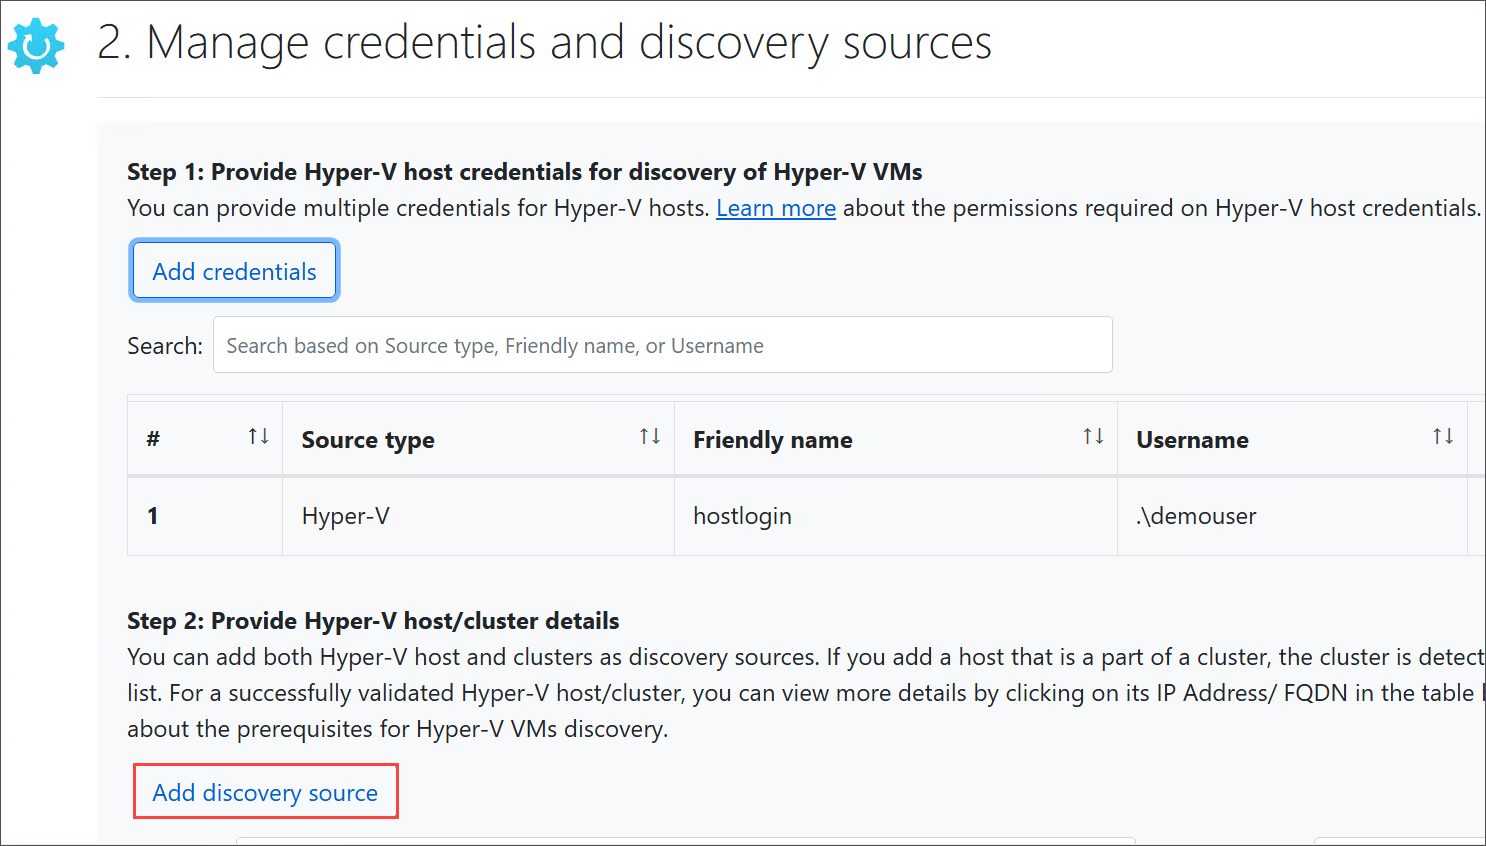 2. Manage credentials and discovery sources
Step 1: Provide Hyper-V host credentials for discovery of Hyper-V VMs
You can provide multiple credentials for Hyper-V hosts. Learn more about the permissions required on Hyper-V host credentials.
Add credentials
Search: Search based on Source type, Friendly name, or Username
# ↑↓ Source type ↑↓ Friendly name ↑↓ Username ↑↓
1 Hyper-V hostlogin .\demouser
Step 2: Provide Hyper-V host/cluster details
You can add both Hyper-V host and clusters as discovery sources. If you add a host that is a part of a cluster, the cluster is detect
list. For a successfully validated Hyper-V host/cluster, you can view more details by clicking on its IP Address/ FQDN in the table
about the prerequisites for Hyper-V VMs discovery.
Add discovery source